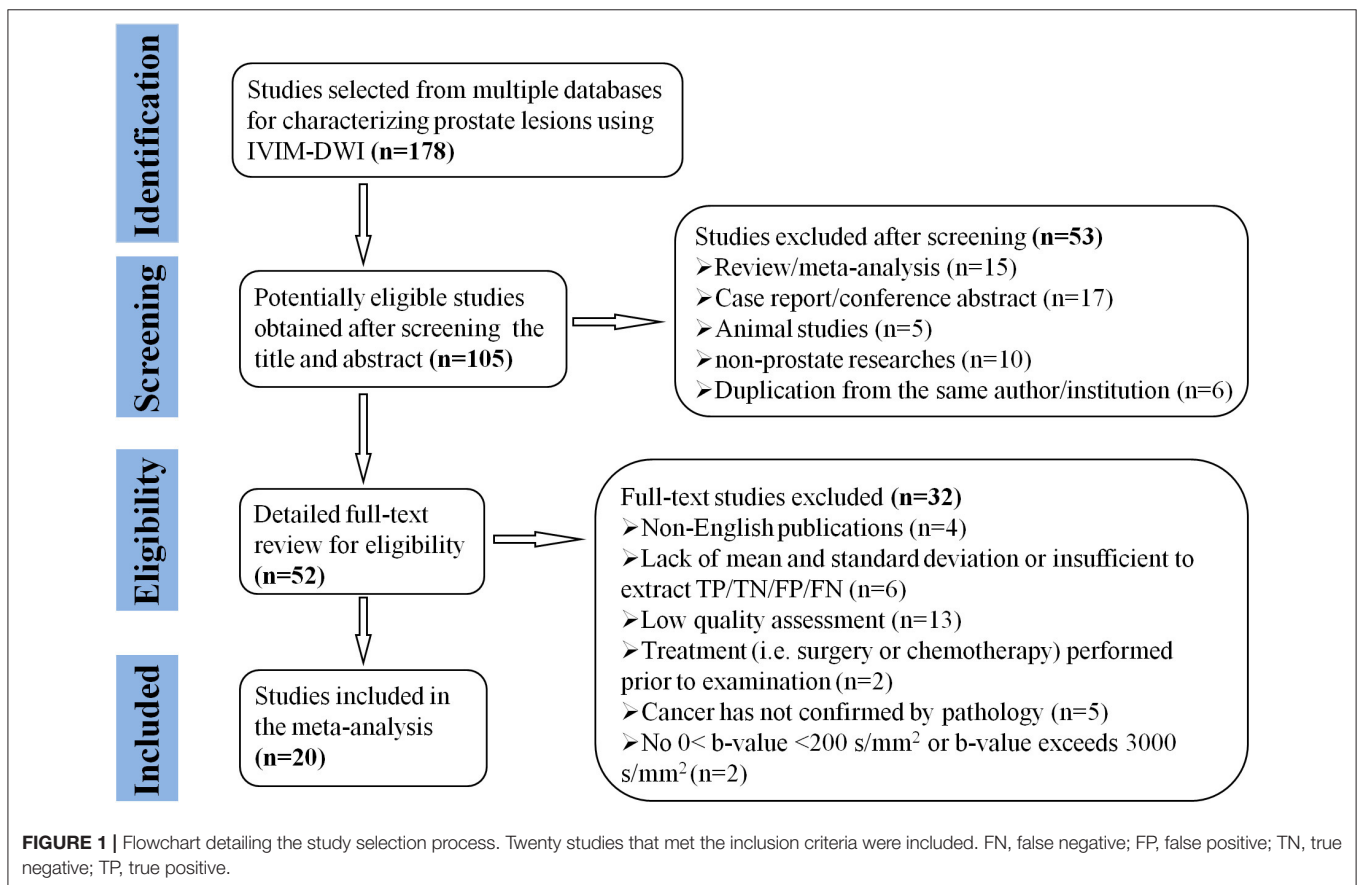 Identification
Studies selected from multiple databases
for characterizing prostate lesions using
IVIM-DWI (n=178)
Screening
Potentially eligible studies
obtained after screening the
title and abstract (n=105)
Studies excluded after screening (n=53)
➢Review/meta-analysis (n=15)
➢Case report/conference abstract (n=17)
➢Animal studies (n=5)
➢non-prostate researches (n=10)
➢Duplication from the same author/institution (n=6)
Eligibility
Detailed full-text
review for eligibility
(n=52)
Full-text studies excluded (n=32)
➢Non-English publications (n=4)
➢Lack of mean and standard deviation or insufficient to
extract TP/TN/FP/FN (n=6)
➢Low quality assessment (n=13)
➢Treatment (i.e. surgery or chemotherapy) performed
prior to examination (n=2)
➢Cancer has not confirmed by pathology (n=5)
➢No 0< b-value <200 s/mm² or b-value exceeds 3000
s/mm² (n=2)
Included
Studies included in
the meta-analysis
(n=20)
FIGURE 1 | Flowchart detailing the study selection process. Twenty studies that met the inclusion criteria were included. FN, false negative; FP, false positive; TN, true
negative; TP, true positive.